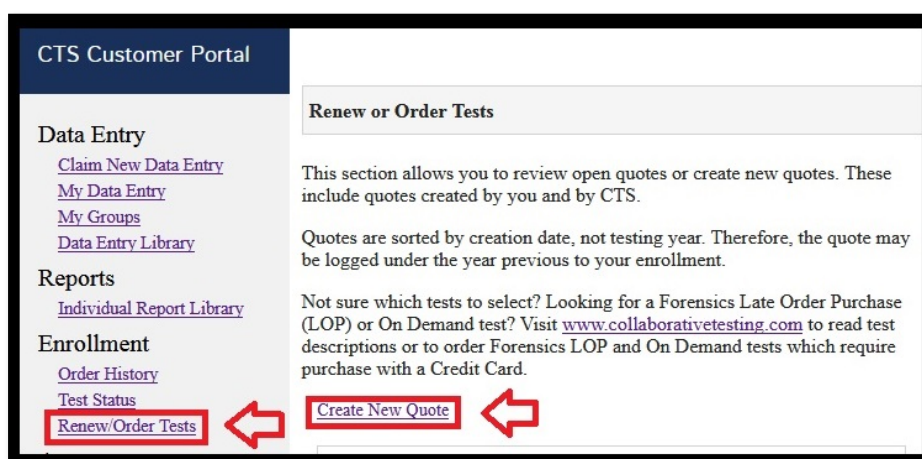 CTS Customer Portal
Data Entry
Claim New Data Entry
My Data Entry
My Groups
Data Entry Library
Reports
Individual Report Library
Enrollment
Order History
Test Status
Renew/Order Tests
Renew or Order Tests
This section allows you to review open quotes or create new quotes. These
include quotes created by you and by CTS.
Quotes are sorted by creation date, not testing year. Therefore, the quote may
be logged under the year previous to your enrollment.
Not sure which tests to select? Looking for a Forensics Late Order Purchase
(LOP) or On Demand test? Visit www.collaborativetesting.com to read test
descriptions or to order Forensics LOP and On Demand tests which require
purchase with a Credit Card.
Create New Quote